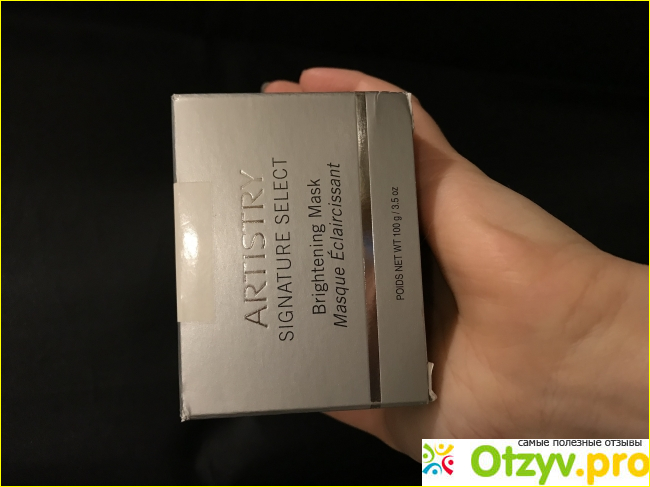 ARTISTRY
SIGNATURE SELECT
Brightening Mask
Masque Éclaircissant
POIDS NET WT 100 g / 3.5 oz
самые полезные отзывы
Otzyv.pro